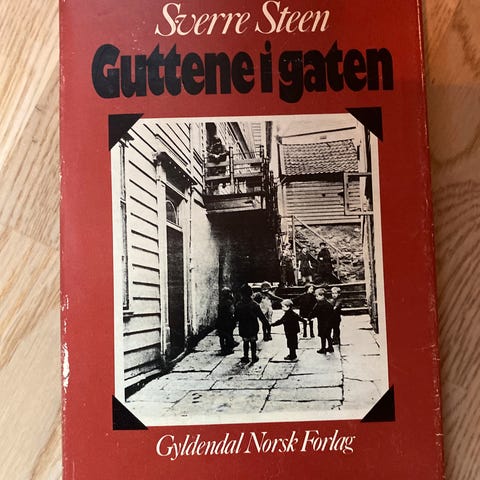 Sverre Steen
Guttene i gaten
Gyldendal Norsk Forlag